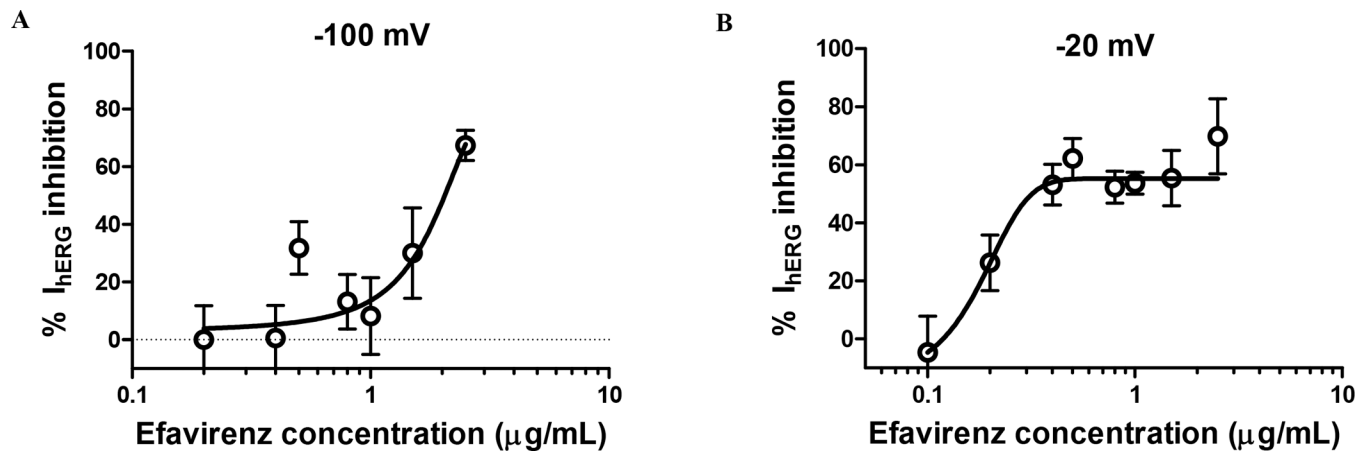 A
-100 mV
100
80
60
40
20
0
% IhERG inhibition
0.1
1
10
Efavirenz concentration (μg/mL)
B
-20 mV
100
80
60
40
20
0
% IhERG inhibition
0.1
1
10
Efavirenz concentration (μg/mL)